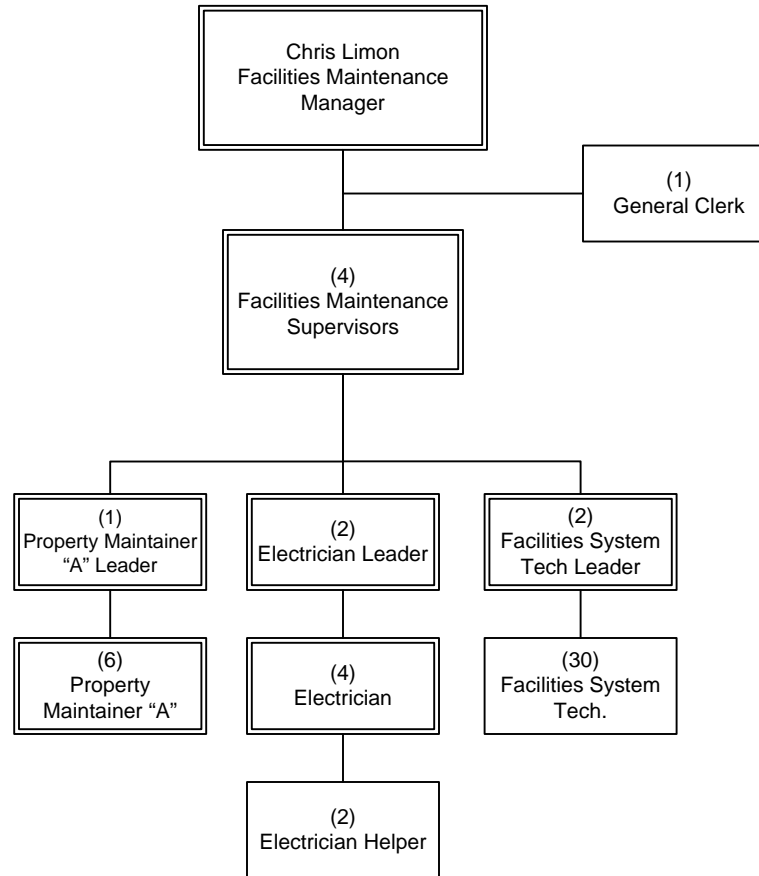 Chris Limon
Facilities Maintenance
Manager
(1)
General Clerk
(4)
Facilities Maintenance
Supervisors
(1)
Property Maintainer
“A” Leader
(2)
Electrician Leader
(2)
Facilities System
Tech Leader
(6)
Property
Maintainer “A”
(4)
Electrician
(30)
Facilities System
Tech.
(2)
Electrician Helper